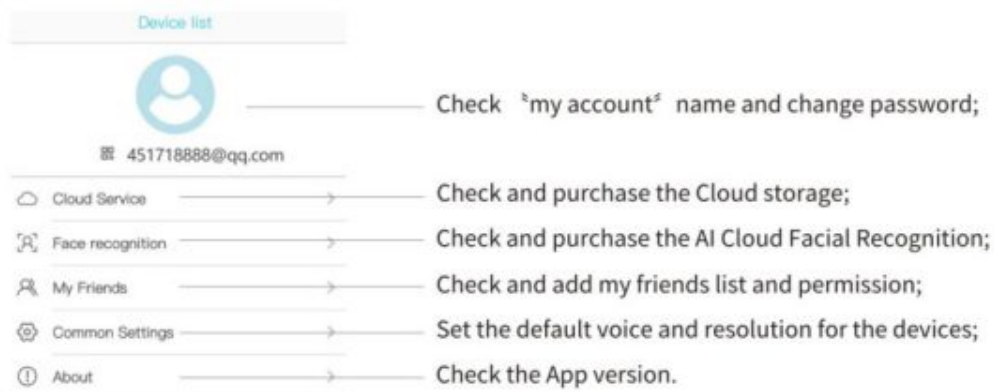 Device list
Check 〝my account〞 name and change password;
451718888@qq.com
Cloud Service
Check and purchase the Cloud storage;
Face recognition
Check and purchase the AI Cloud Facial Recognition;
My Friends
Check and add my friends list and permission;
Common Settings
Set the default voice and resolution for the devices;
About
Check the App version.